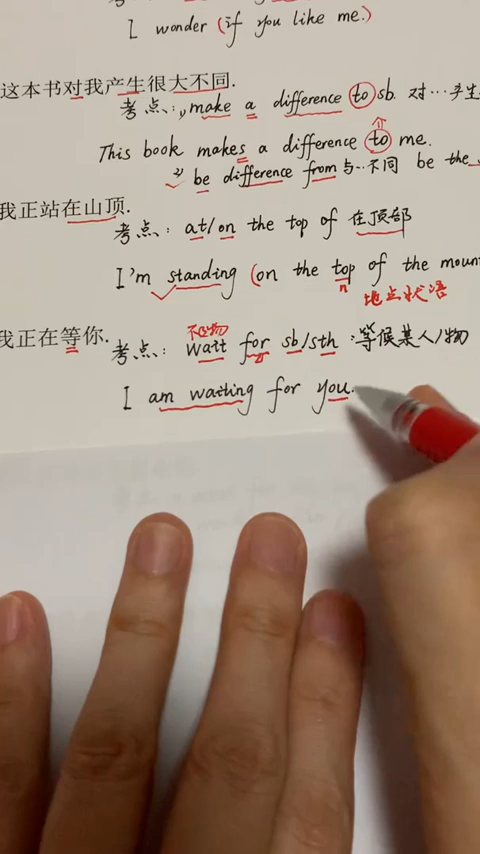 I wonder (if you like me.)
这本书对我产生很大不同.
考点: 1) make a difference to sb. 对…产生
This book makes a difference to me.
2) be difference from 与…不同 be the
我正站在山顶.
考点: at/on the top of 在顶部
I'm standing (on the top of the moun
n 地点状语
我正在等你.
不及物
考点: wait for sb/sth: 等候某人/物
I am waiting for you.